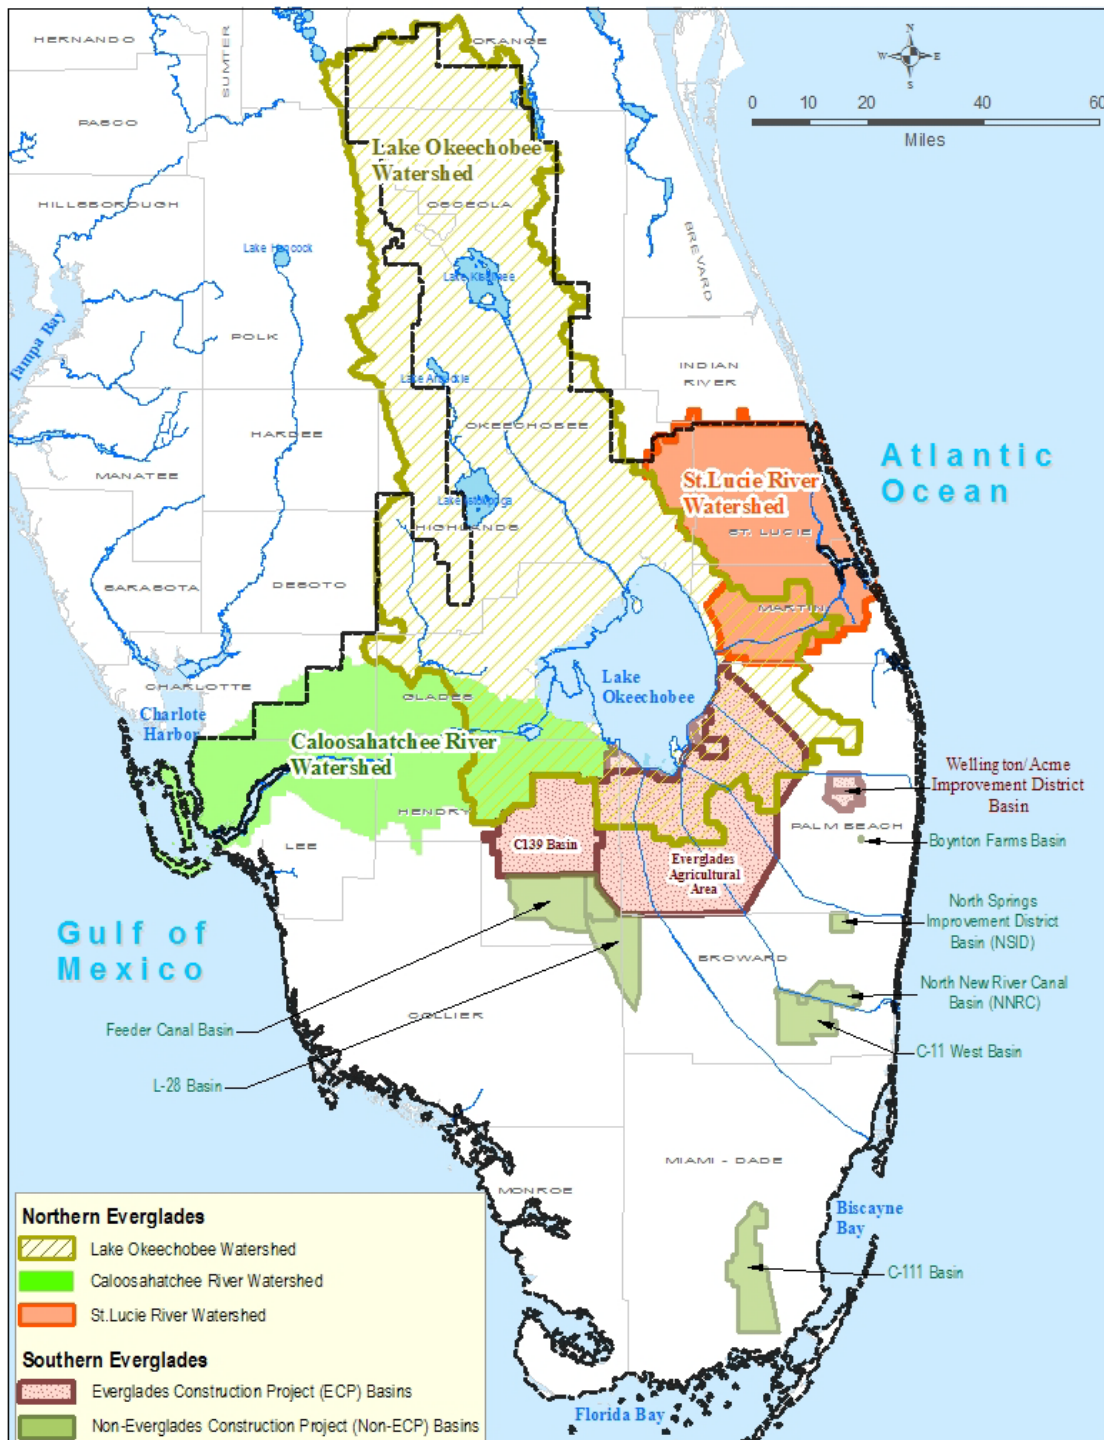 HERNANDO
SUMTER
ORANGE
N
W E
S
0 10 20 40 60
Miles
PASCO
Lake Okeechobee
Watershed
HILLSBOROUGH
OSCEOLA
BREVARD
Lake Hancock
Lake Kissimee
Tampa Bay
POLK
INDIAN
RIVER
HARDEE
OKEECHOBEE
MANATEE
Atlantic
Ocean
St.Lucie River
Watershed
HIGHLANDS
ST. LUCIE
SARASOTA
DESOTO
MARTIN
Lake
Okeechobee
CHARLOTTE
GLADES
Charlote
Harbor
Caloosahatchee River
Watershed
Wellington/Acme
Improvement District
Basin
HENDRY
PALM BEACH
LEE
C139 Basin
Boynton Farms Basin
Everglades
Agricultural
Area
North Springs
Improvement District
Basin (NSID)
Gulf of
Mexico
BROWARD
North New River Canal
Basin (NNRC)
COLLIER
Feeder Canal Basin
C-11 West Basin
L-28 Basin
MIAMI - DADE
MONROE
Biscayne
Bay
C-111 Basin
Florida Bay
Northern Everglades
Lake Okeechobee Watershed
Caloosahatchee River Watershed
St.Lucie River Watershed
Southern Everglades
Everglades Construction Project (ECP) Basins
Non-Everglades Construction Project (Non-ECP) Basins